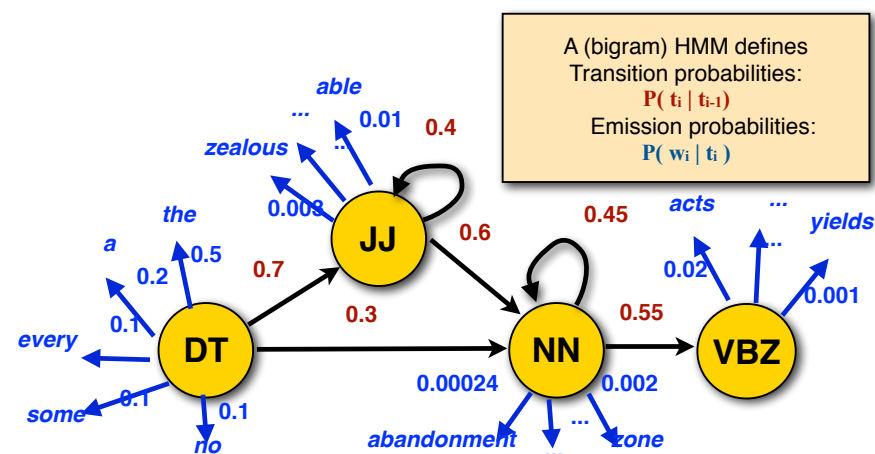 A (bigram) HMM defines
Transition probabilities:
P( ti | ti-1)
Emission probabilities:
P( wi | ti )
able
...
0.01
0.4
...
zealous
0.003
JJ
0.6
the
a
0.5
0.2
0.7
0.1
0.3
every
DT
some
0.1
0.1
no
0.45
NN
0.55
0.00024
0.002
abandonment
...
...
zone
acts
...
...
yields
0.02
0.001
VBZ